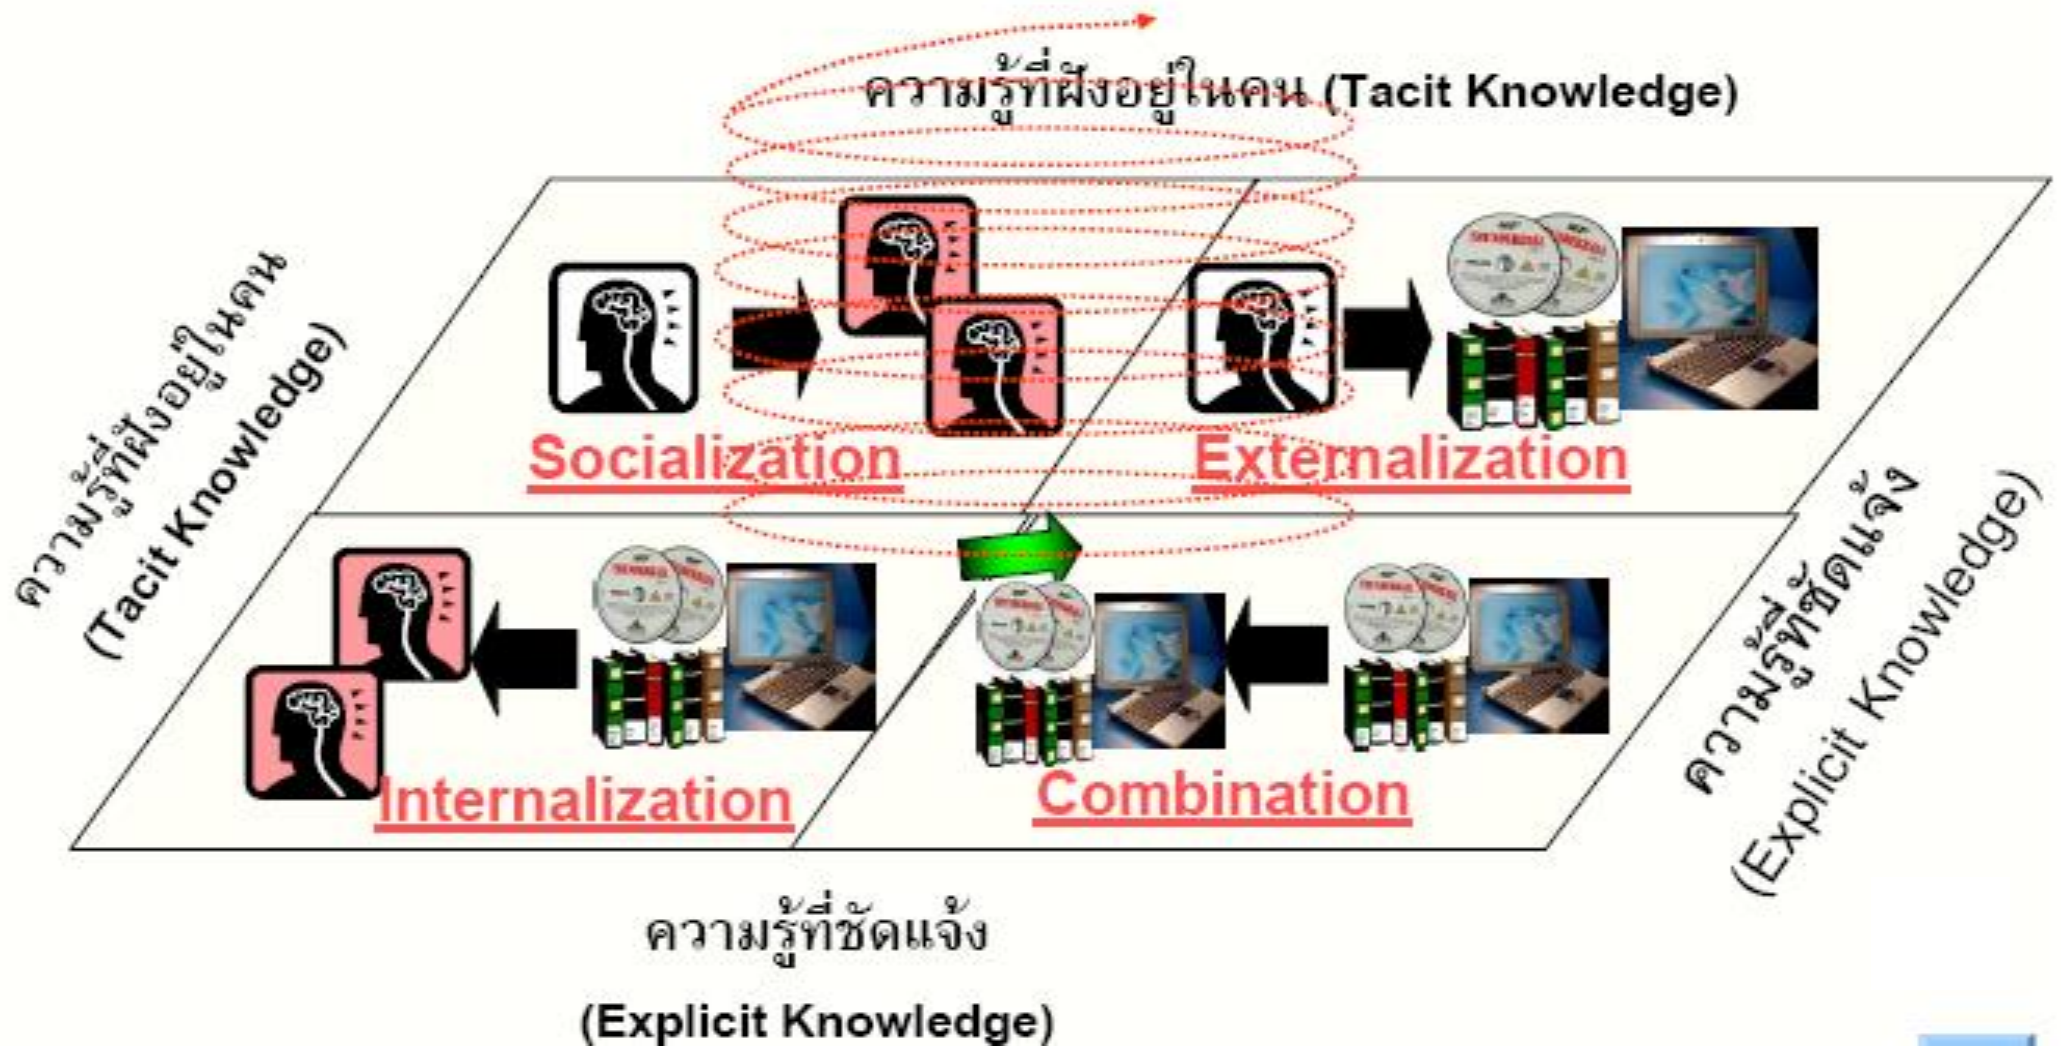 ความรู้ที่ฝังอยู่ในคน (Tacit Knowledge)
ความรู้ที่ฝังอยู่ในคน
(Tacit Knowledge)
Socialization
Externalization
ความรู้ที่ชัดแจ้ง
(Explicit Knowledge)
Internalization
Combination
ความรู้ที่ชัดแจ้ง
(Explicit Knowledge)